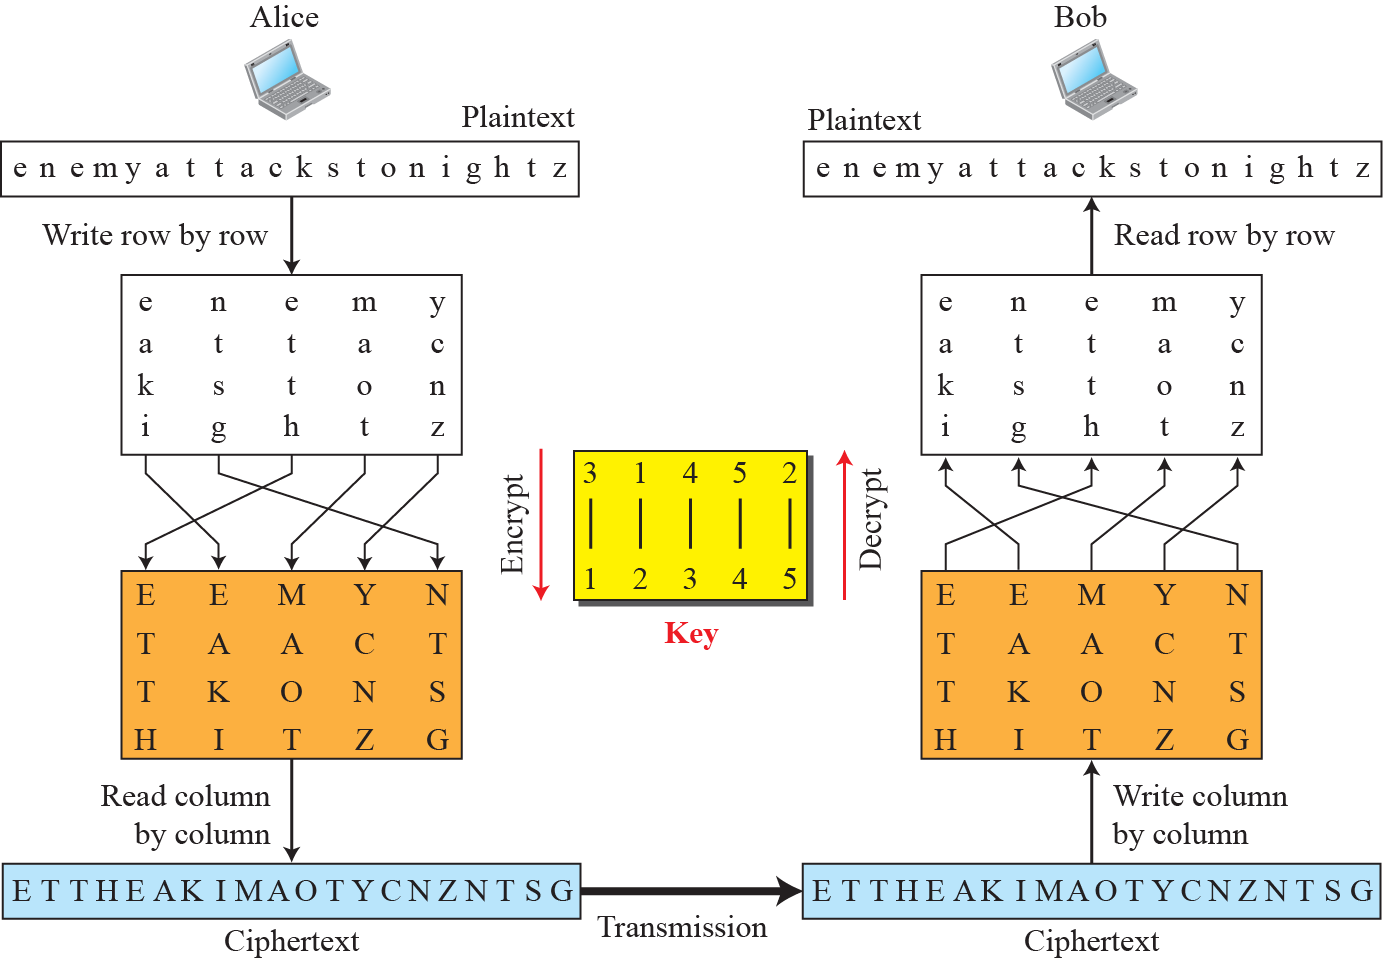 Alice
Plaintext
e n e m y a t t a c k s t o n i g h t z
Write row by row
e n e m y
a t t a c
k s t o n
i g h t z
E E M Y N
T A A C T
T K O N S
H I T Z G
Read column
by column
E T T H E A K I M A O T Y C N Z N T S G
Ciphertext
Encrypt
3 1 4 5 2
1 2 3 4 5
Key
Decrypt
Transmission
Bob
Plaintext
e n e m y a t t a c k s t o n i g h t z
Read row by row
e n e m y
a t t a c
k s t o n
i g h t z
E E M Y N
T A A C T
T K O N S
H I T Z G
Write column
by column
E T T H E A K I M A O T Y C N Z N T S G
Ciphertext